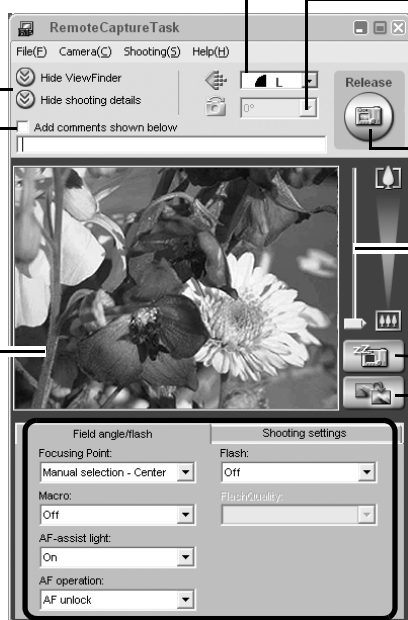 RemoteCaptureTask
File(F) Camera(C) Shooting(S) Help(H)
Hide ViewFinder
L
Release
Hide shooting details
0°
Add comments shown below
Field angle/flash
Shooting settings
Focusing Point:
Flash:
Manual selection - Center
Off
Macro:
FlashQuality:
Off
AF-assist light:
On
AF operation:
AF unlock